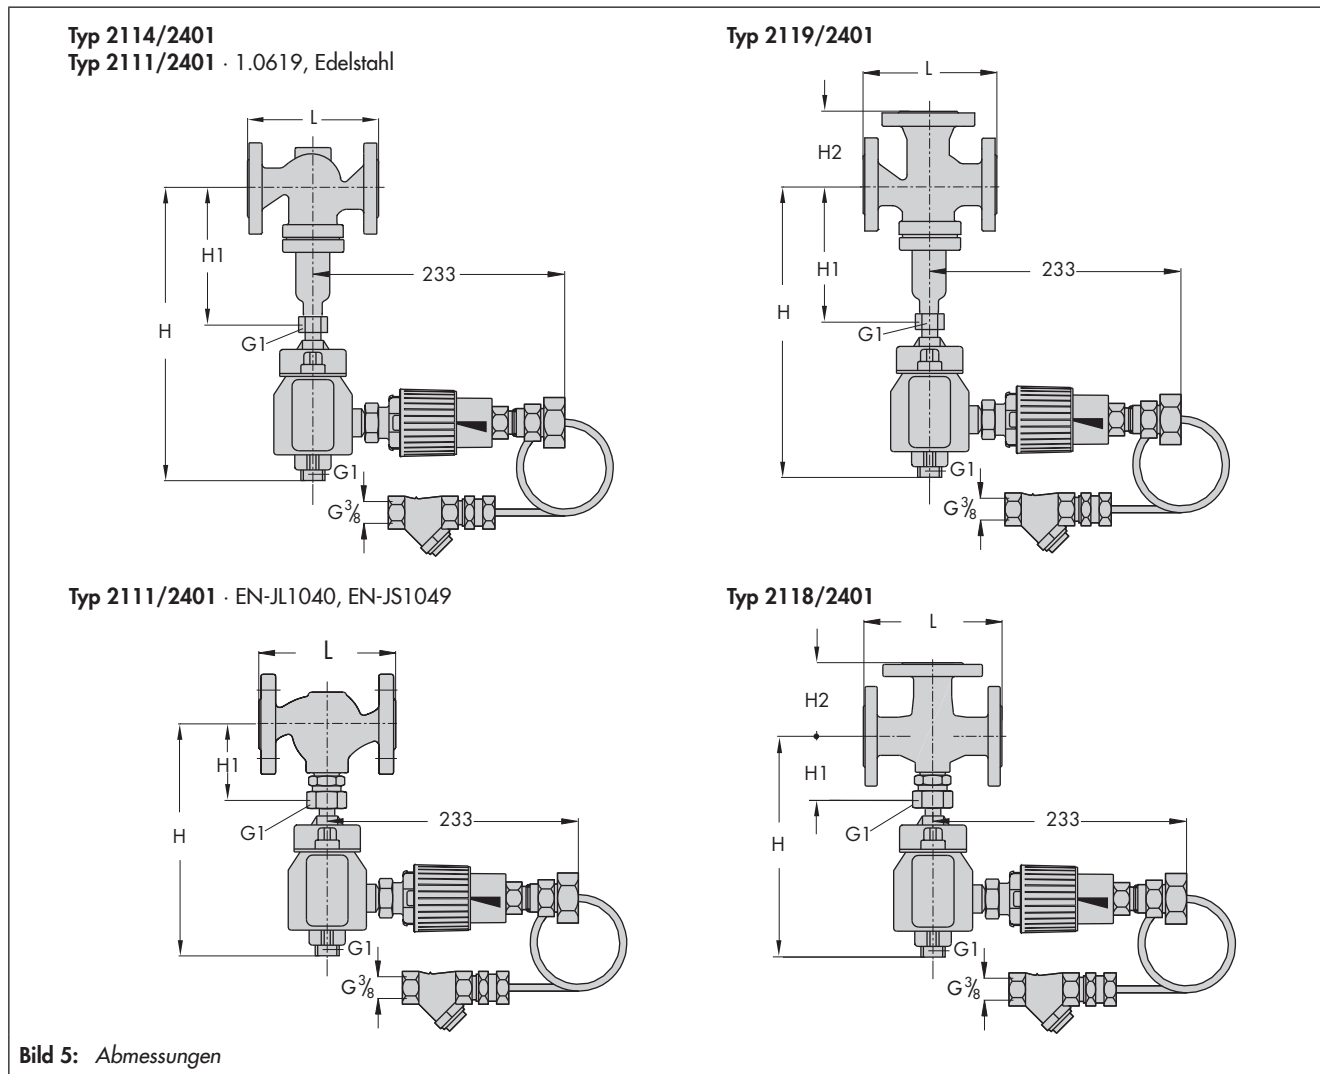 Typ 2114/2401
Typ 2111/2401 · 1.0619, Edelstahl
L
H1
233
H
G1
G1
G3/8
Typ 2119/2401
L
H2
H1
233
H
G1
G1
G3/8
Typ 2111/2401 · EN-JL1040, EN-JS1049
L
H1
233
G1
H
G1
G3/8
Typ 2118/2401
L
H2
H1
233
G1
H
G1
G3/8
Bild 5: Abmessungen